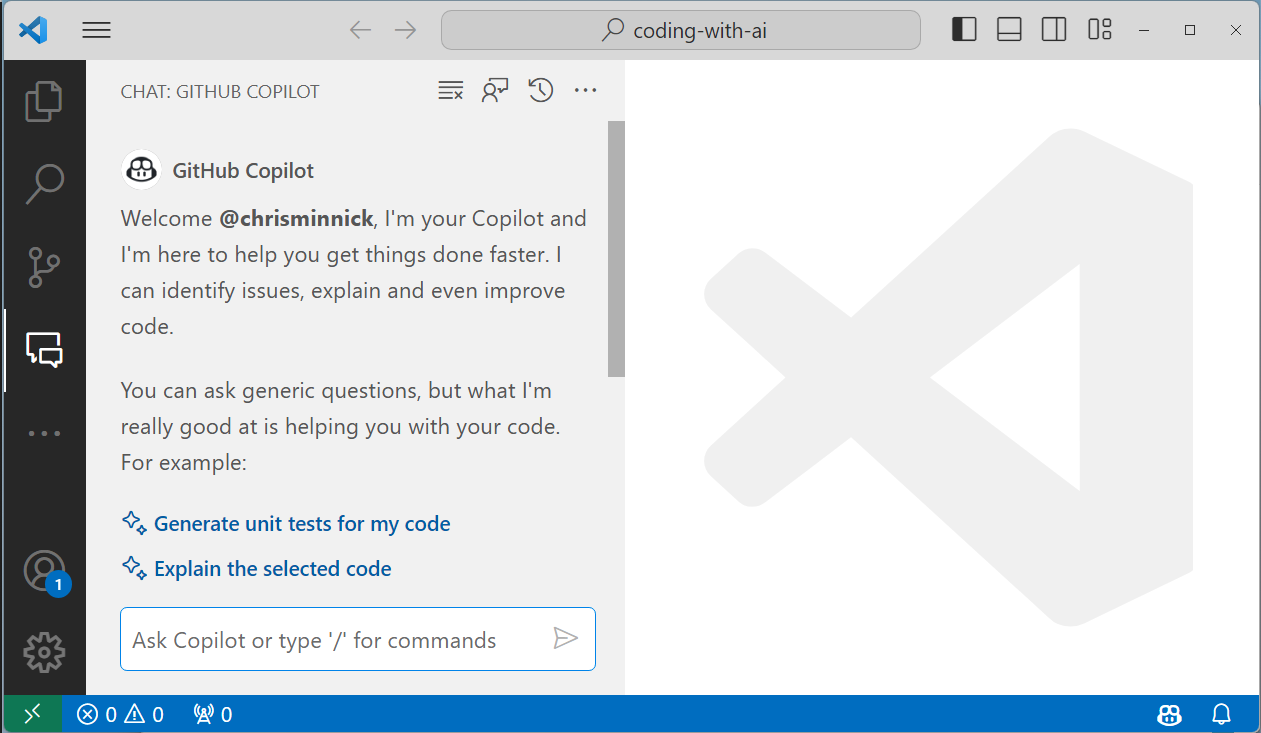 coding-with-ai
CHAT: GITHUB COPILOT
GitHub Copilot
Welcome @chrisminnick, I'm your Copilot and
I'm here to help you get things done faster. I
can identify issues, explain and even improve
code.
You can ask generic questions, but what I'm
really good at is helping you with your code.
For example:
Generate unit tests for my code
Explain the selected code
1
Ask Copilot or type '/' for commands
0 0 0